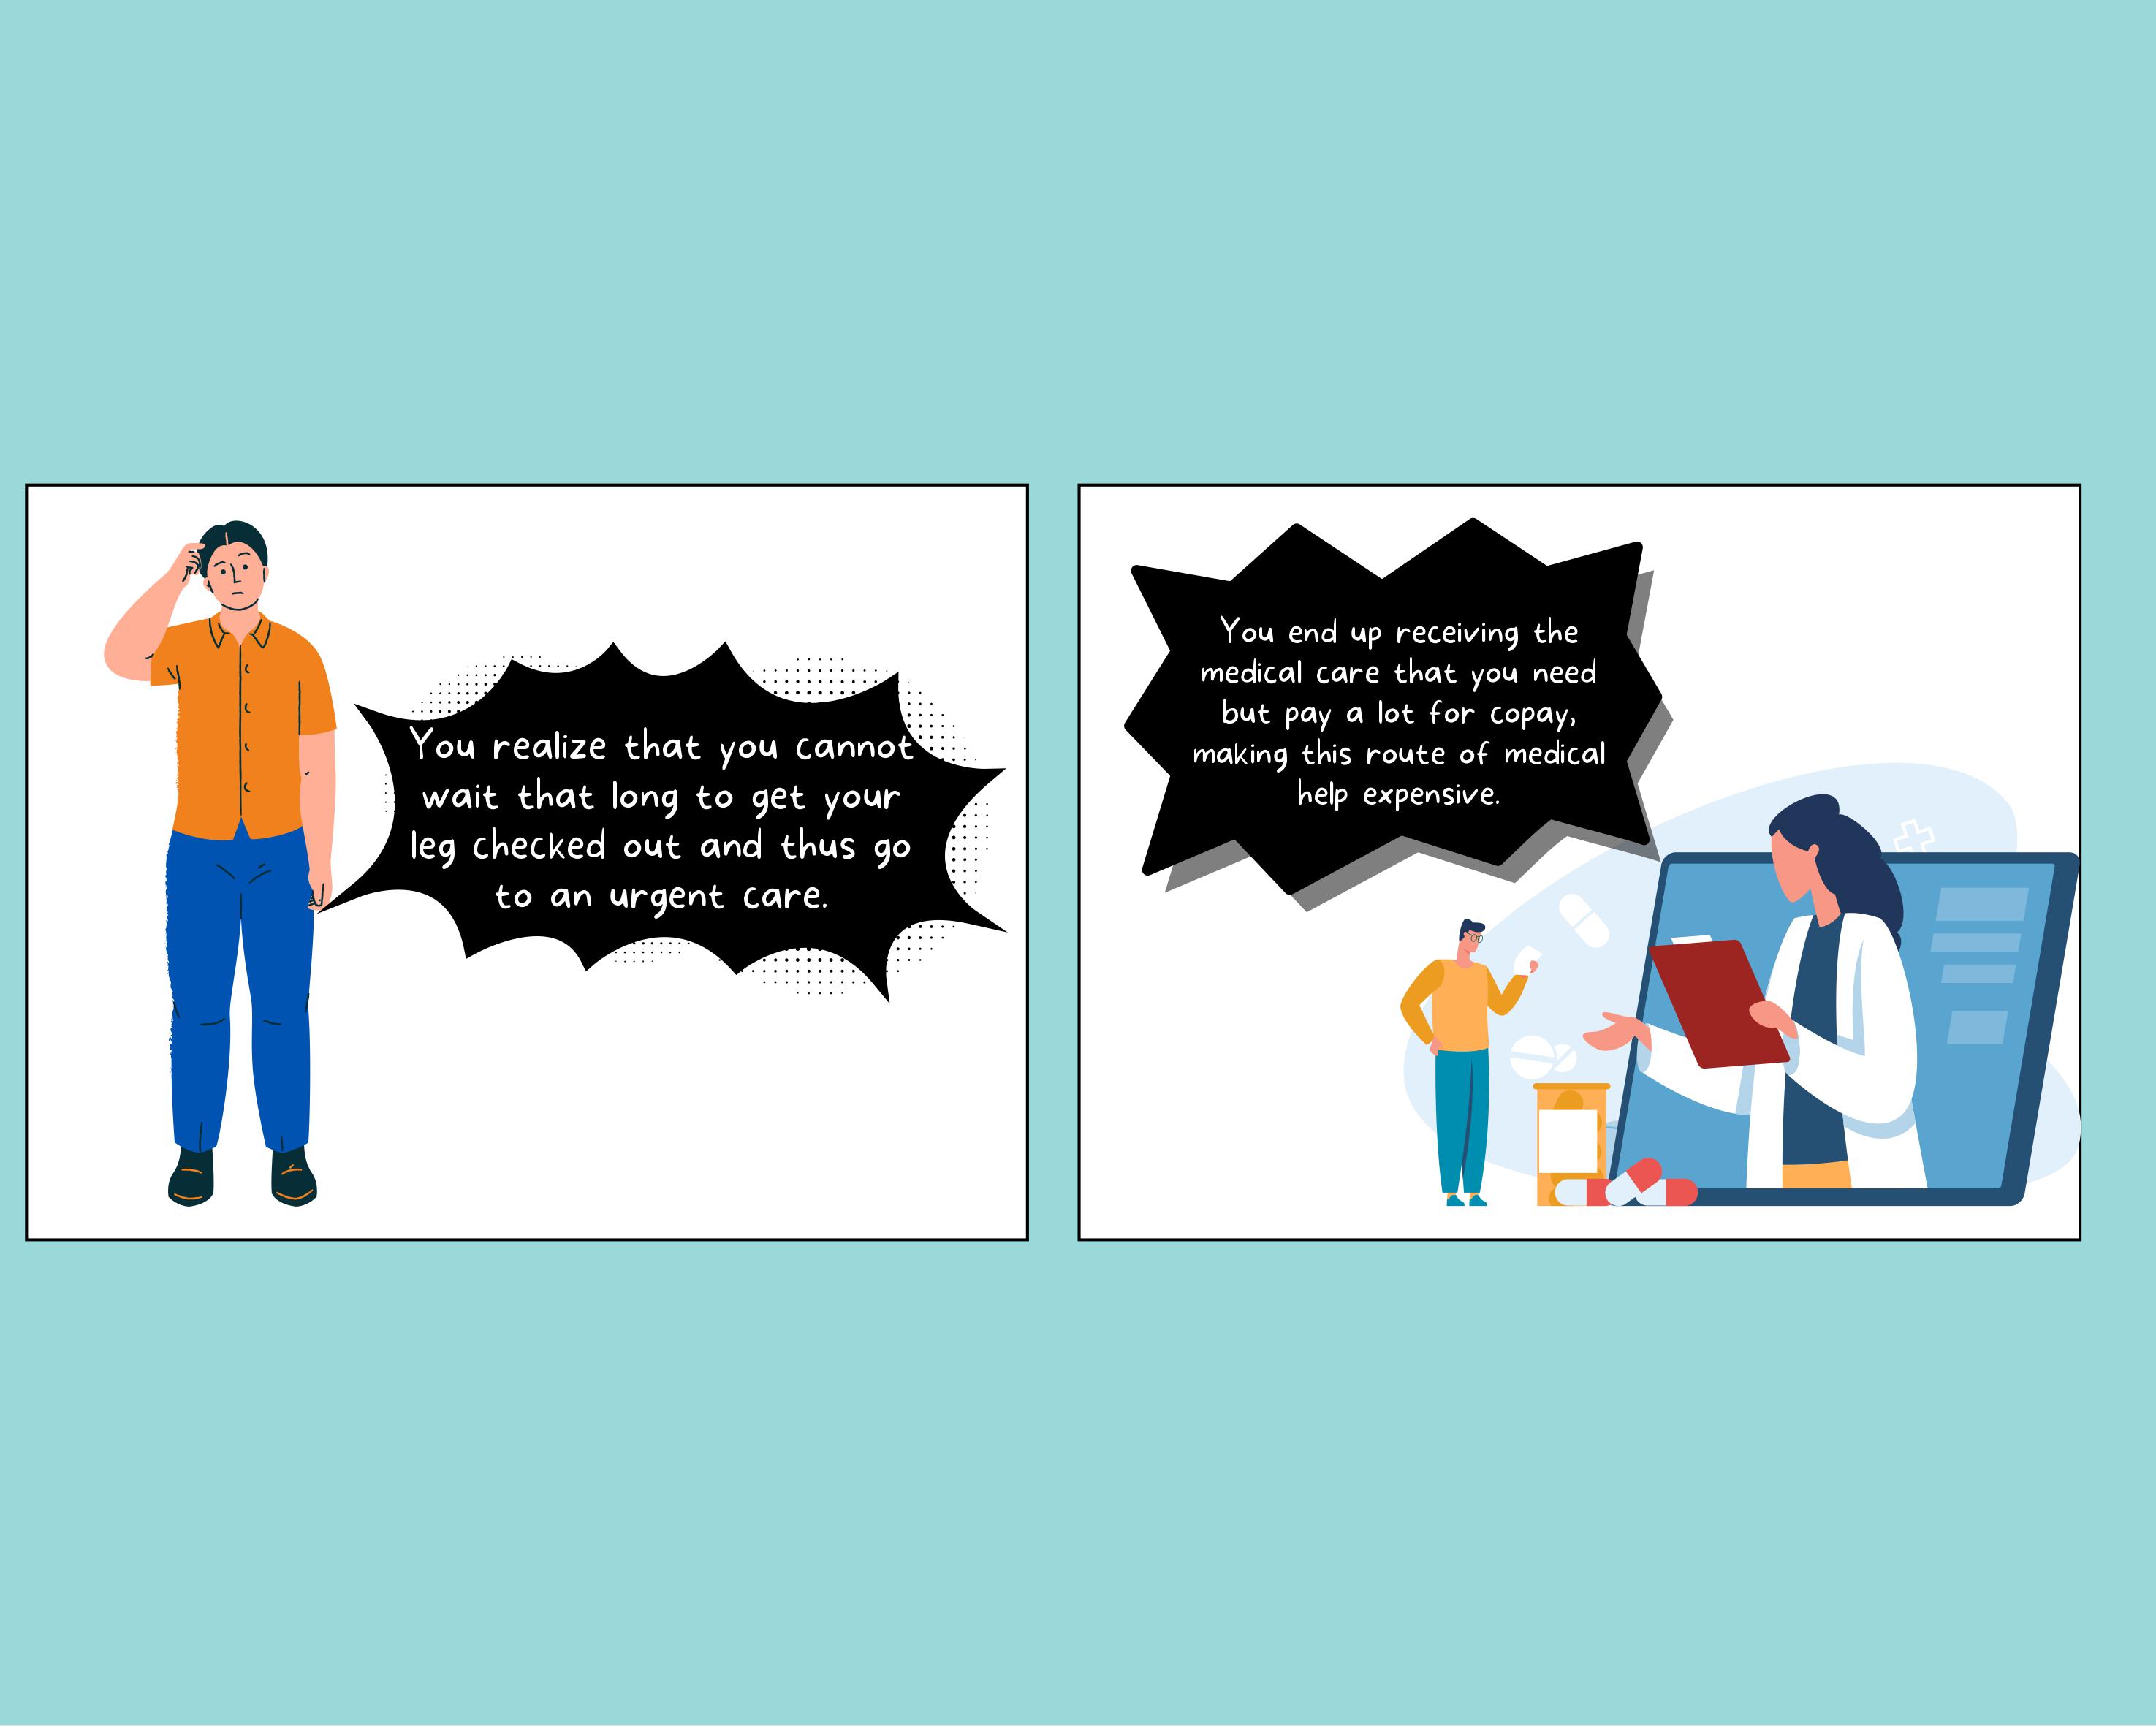 You realize that you cannot
wait that long to get your
leg checked out and thus go
to an urgent care.
You end up receiving the
medical care that you need
but pay a lot for copay,
making this route of medical
help expensive.